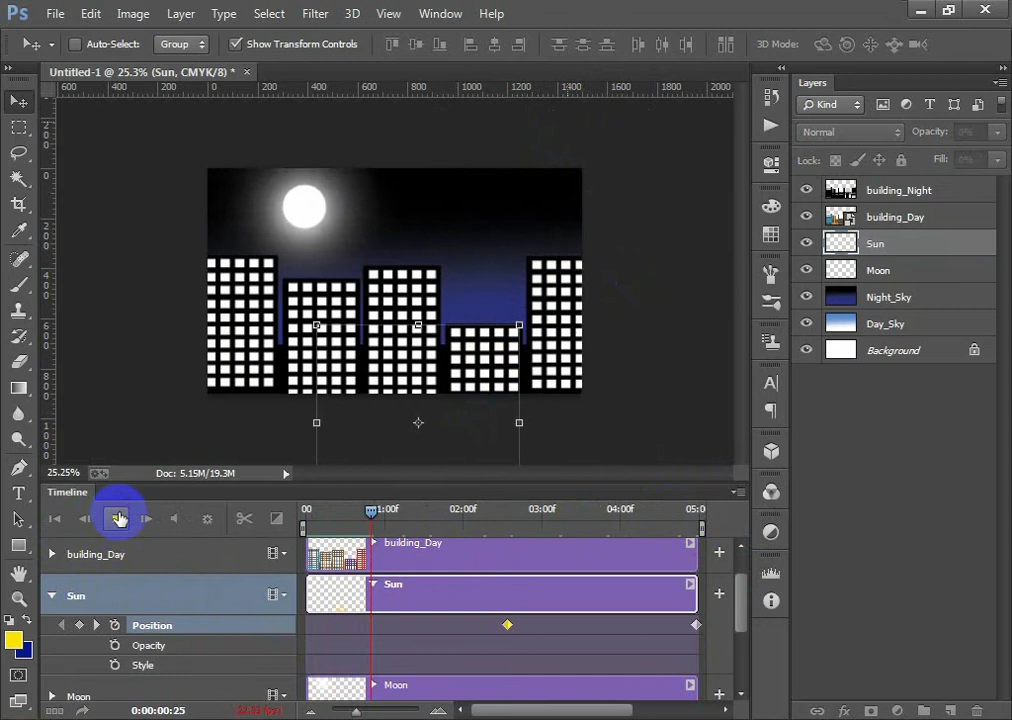 Ps File Edit Image Layer Type Select Filter 3D View Window Help
Auto-Select: Group Show Transform Controls 3D Mode:
Untitled-1 @ 25.3% (Sun, CMYK/8) * ×
600 400 200 0 200 400 600 800 1000 1200 1400 1600 1800 2000
Layers
Kind
Normal Opacity: 0%
Lock: Fill: 0%
building_Night
building_Day
Sun
Moon
Night_Sky
Day_Sky
Background
25.25% Doc: 5.15M/19.3M
Timeline
00 1:00f 02:00f 03:00f 04:00f 05:0
building_Day building_Day
Sun Sun
Position
Opacity
Style
Moon Moon
0:00:00:25